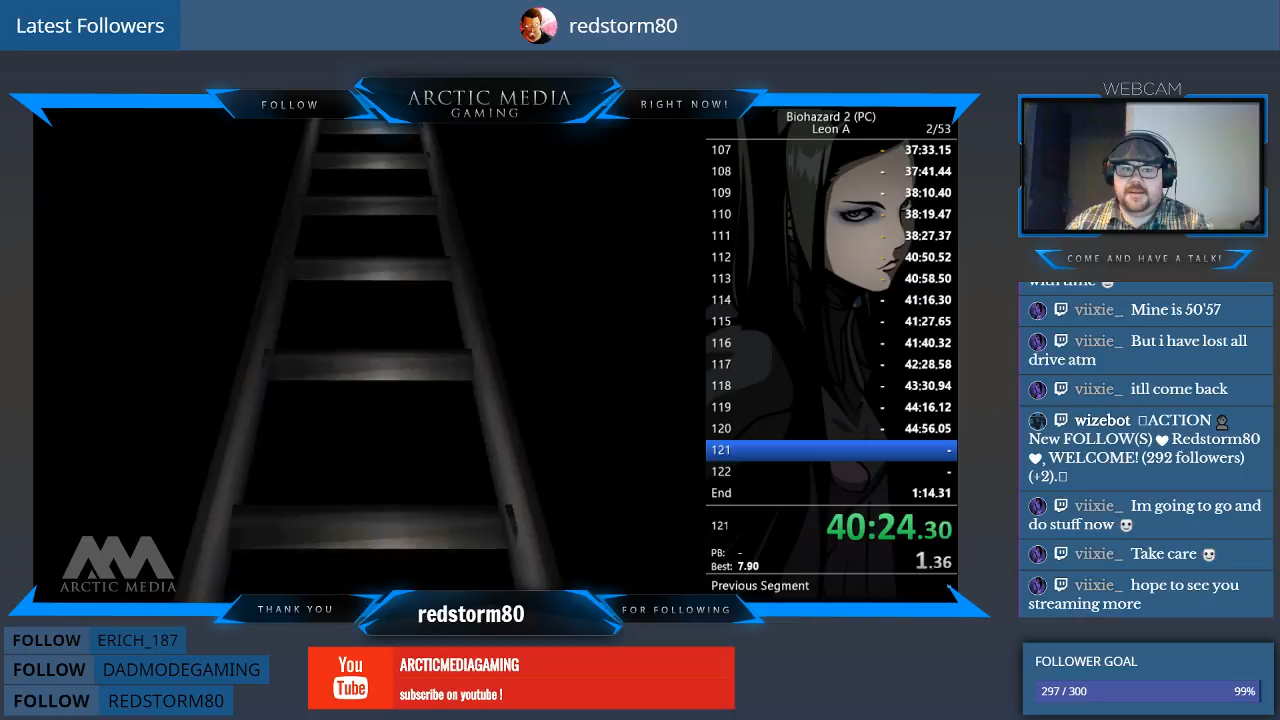 Latest Followers
redstorm80
FOLLOW
ARCTIC MEDIA
GAMING
RIGHT NOW!
Biohazard 2 (PC)
Leon A 2/53
107 - 37:33.15
108 - 37:41.44
109 - 38:10.40
110 - 38:19.47
111 - 38:27.37
112 - 40:50.52
113 - 40:58.50
114 - 41:16.30
115 - 41:27.65
116 - 41:40.32
117 - 42:28.58
118 - 43:30.94
119 - 44:16.12
120 - 44:56.05
121 -
122 -
End 1:14.31
121 40:24.30
PB: -
Best: 7.90 1.36
Previous Segment -
ARCTIC MEDIA
THANK YOU
redstorm80
FOR FOLLOWING
WEBCAM
COME AND HAVE A TALK!
viixie_ Mine is 50'57
viixie_ But i have lost all
drive atm
viixie_ itll come back
wizebot ACTION
New FOLLOW(S) Redstorm80
, WELCOME! (292 followers)
(+2).
viixie_ Im going to go and
do stuff now
viixie_ Take care
viixie_ hope to see you
streaming more
FOLLOW ERICH_187
FOLLOW DADMODEGAMING
FOLLOW REDSTORM80
You
Tube
ARCTICMEDIAGAMING
subscribe on youtube !
FOLLOWER GOAL
297 / 300 99%